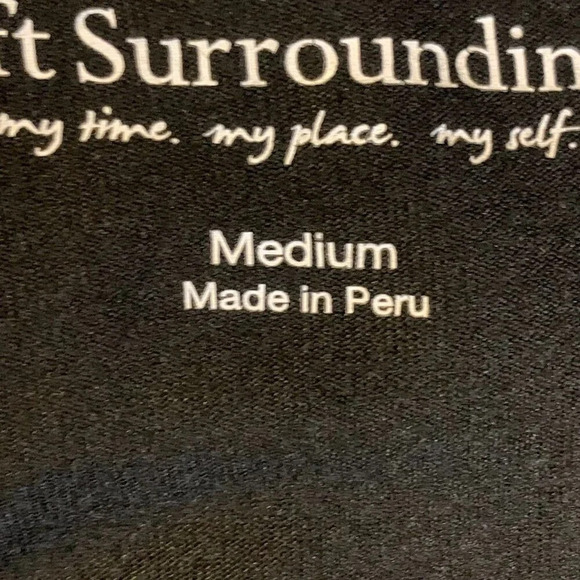 ft Surroundin
my time. my place. my self.
Medium
Made in Peru